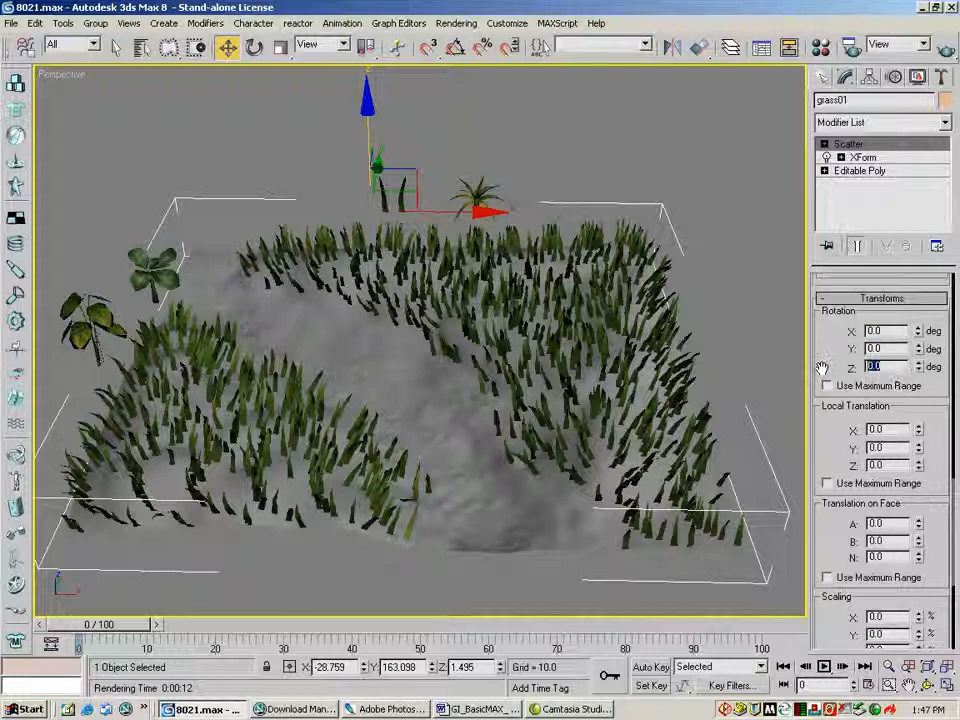 8021.max - Autodesk 3ds Max 8 - Stand-alone License
File Edit Tools Group Views Create Modifiers Character reactor Animation Graph Editors Rendering Customize MAXScript Help
All View View
Perspective
grass01
Modifier List
Scatter
XForm
Editable Poly
- Transforms
Rotation
X: 0.0 deg
Y: 0.0 deg
Z: 0.0 deg
Use Maximum Range
Local Translation
X: 0.0
Y: 0.0
Z: 0.0
Use Maximum Range
Translation on Face
A: 0.0
B: 0.0
N: 0.0
Use Maximum Range
Scaling
X: 0.0 %
Y: 0.0 %
< 0 / 100 >
0 10 20 30 40 50 60 70 80 90 100
1 Object Selected X: -28.759 Y: 163.098 Z: 1.495 Grid = 10.0 Auto Key Selected
Rendering Time 0:00:12 Add Time Tag Set Key Key Filters... 0
Start 8021.max - ... Download Man... Adobe Photos... GI_BasicMAX_ ... Camtasia Studi... 1:47 PM